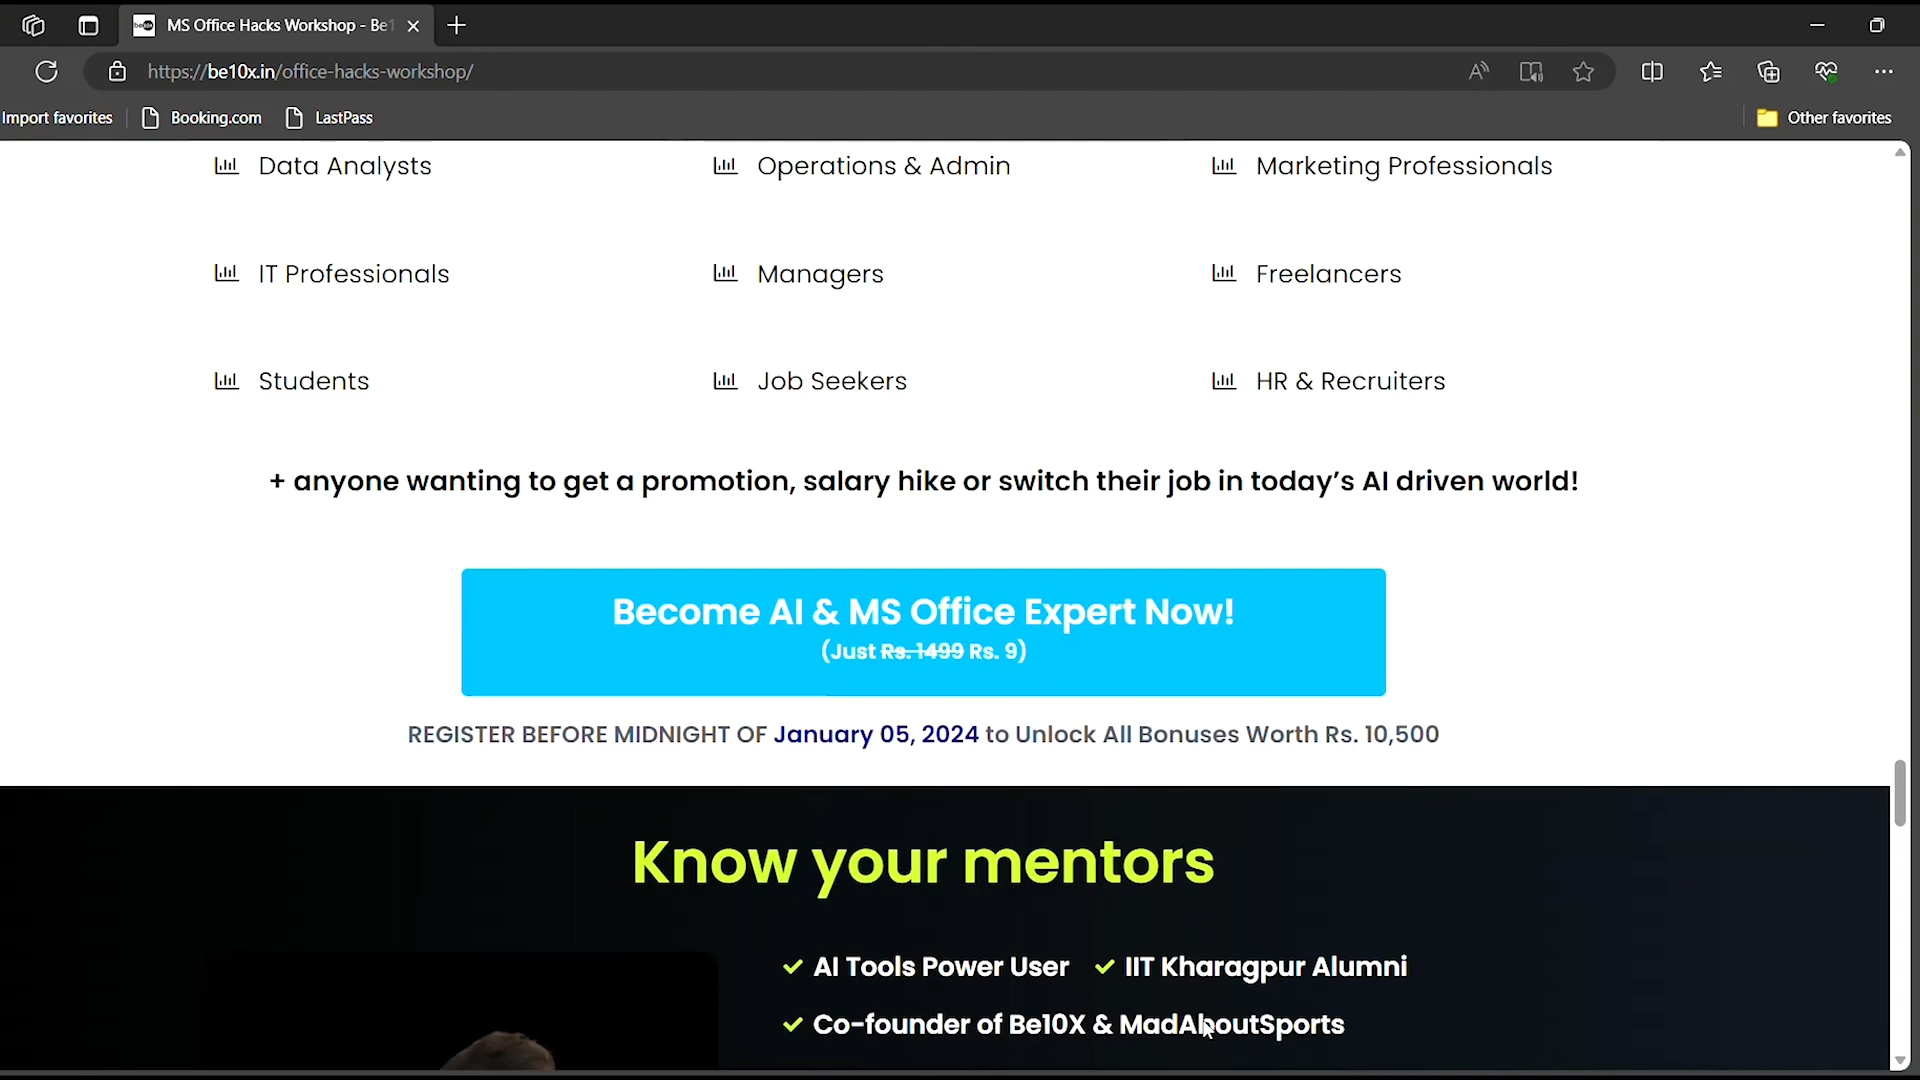 MS Office Hacks Workshop - Be1
https://be10x.in/office-hacks-workshop/
Import favorites
Booking.com
LastPass
Other favorites
Data Analysts
Operations & Admin
Marketing Professionals
IT Professionals
Managers
Freelancers
Students
Job Seekers
HR & Recruiters
+ anyone wanting to get a promotion, salary hike or switch their job in today's AI driven world!
Become AI & MS Office Expert Now!
(Just Rs. 1499 Rs. 9)
REGISTER BEFORE MIDNIGHT OF January 05, 2024 to Unlock All Bonuses Worth Rs. 10,500
Know your mentors
AI Tools Power User
IIT Kharagpur Alumni
Co-founder of Be10X & MadAboutSports